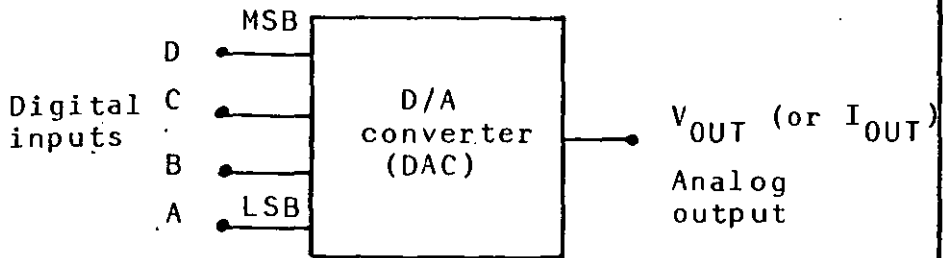 MSB
D
Digital
inputs
C
B
A
LSB
D/A
converter
(DAC)
V_OUT (or I_OUT)
Analog
output